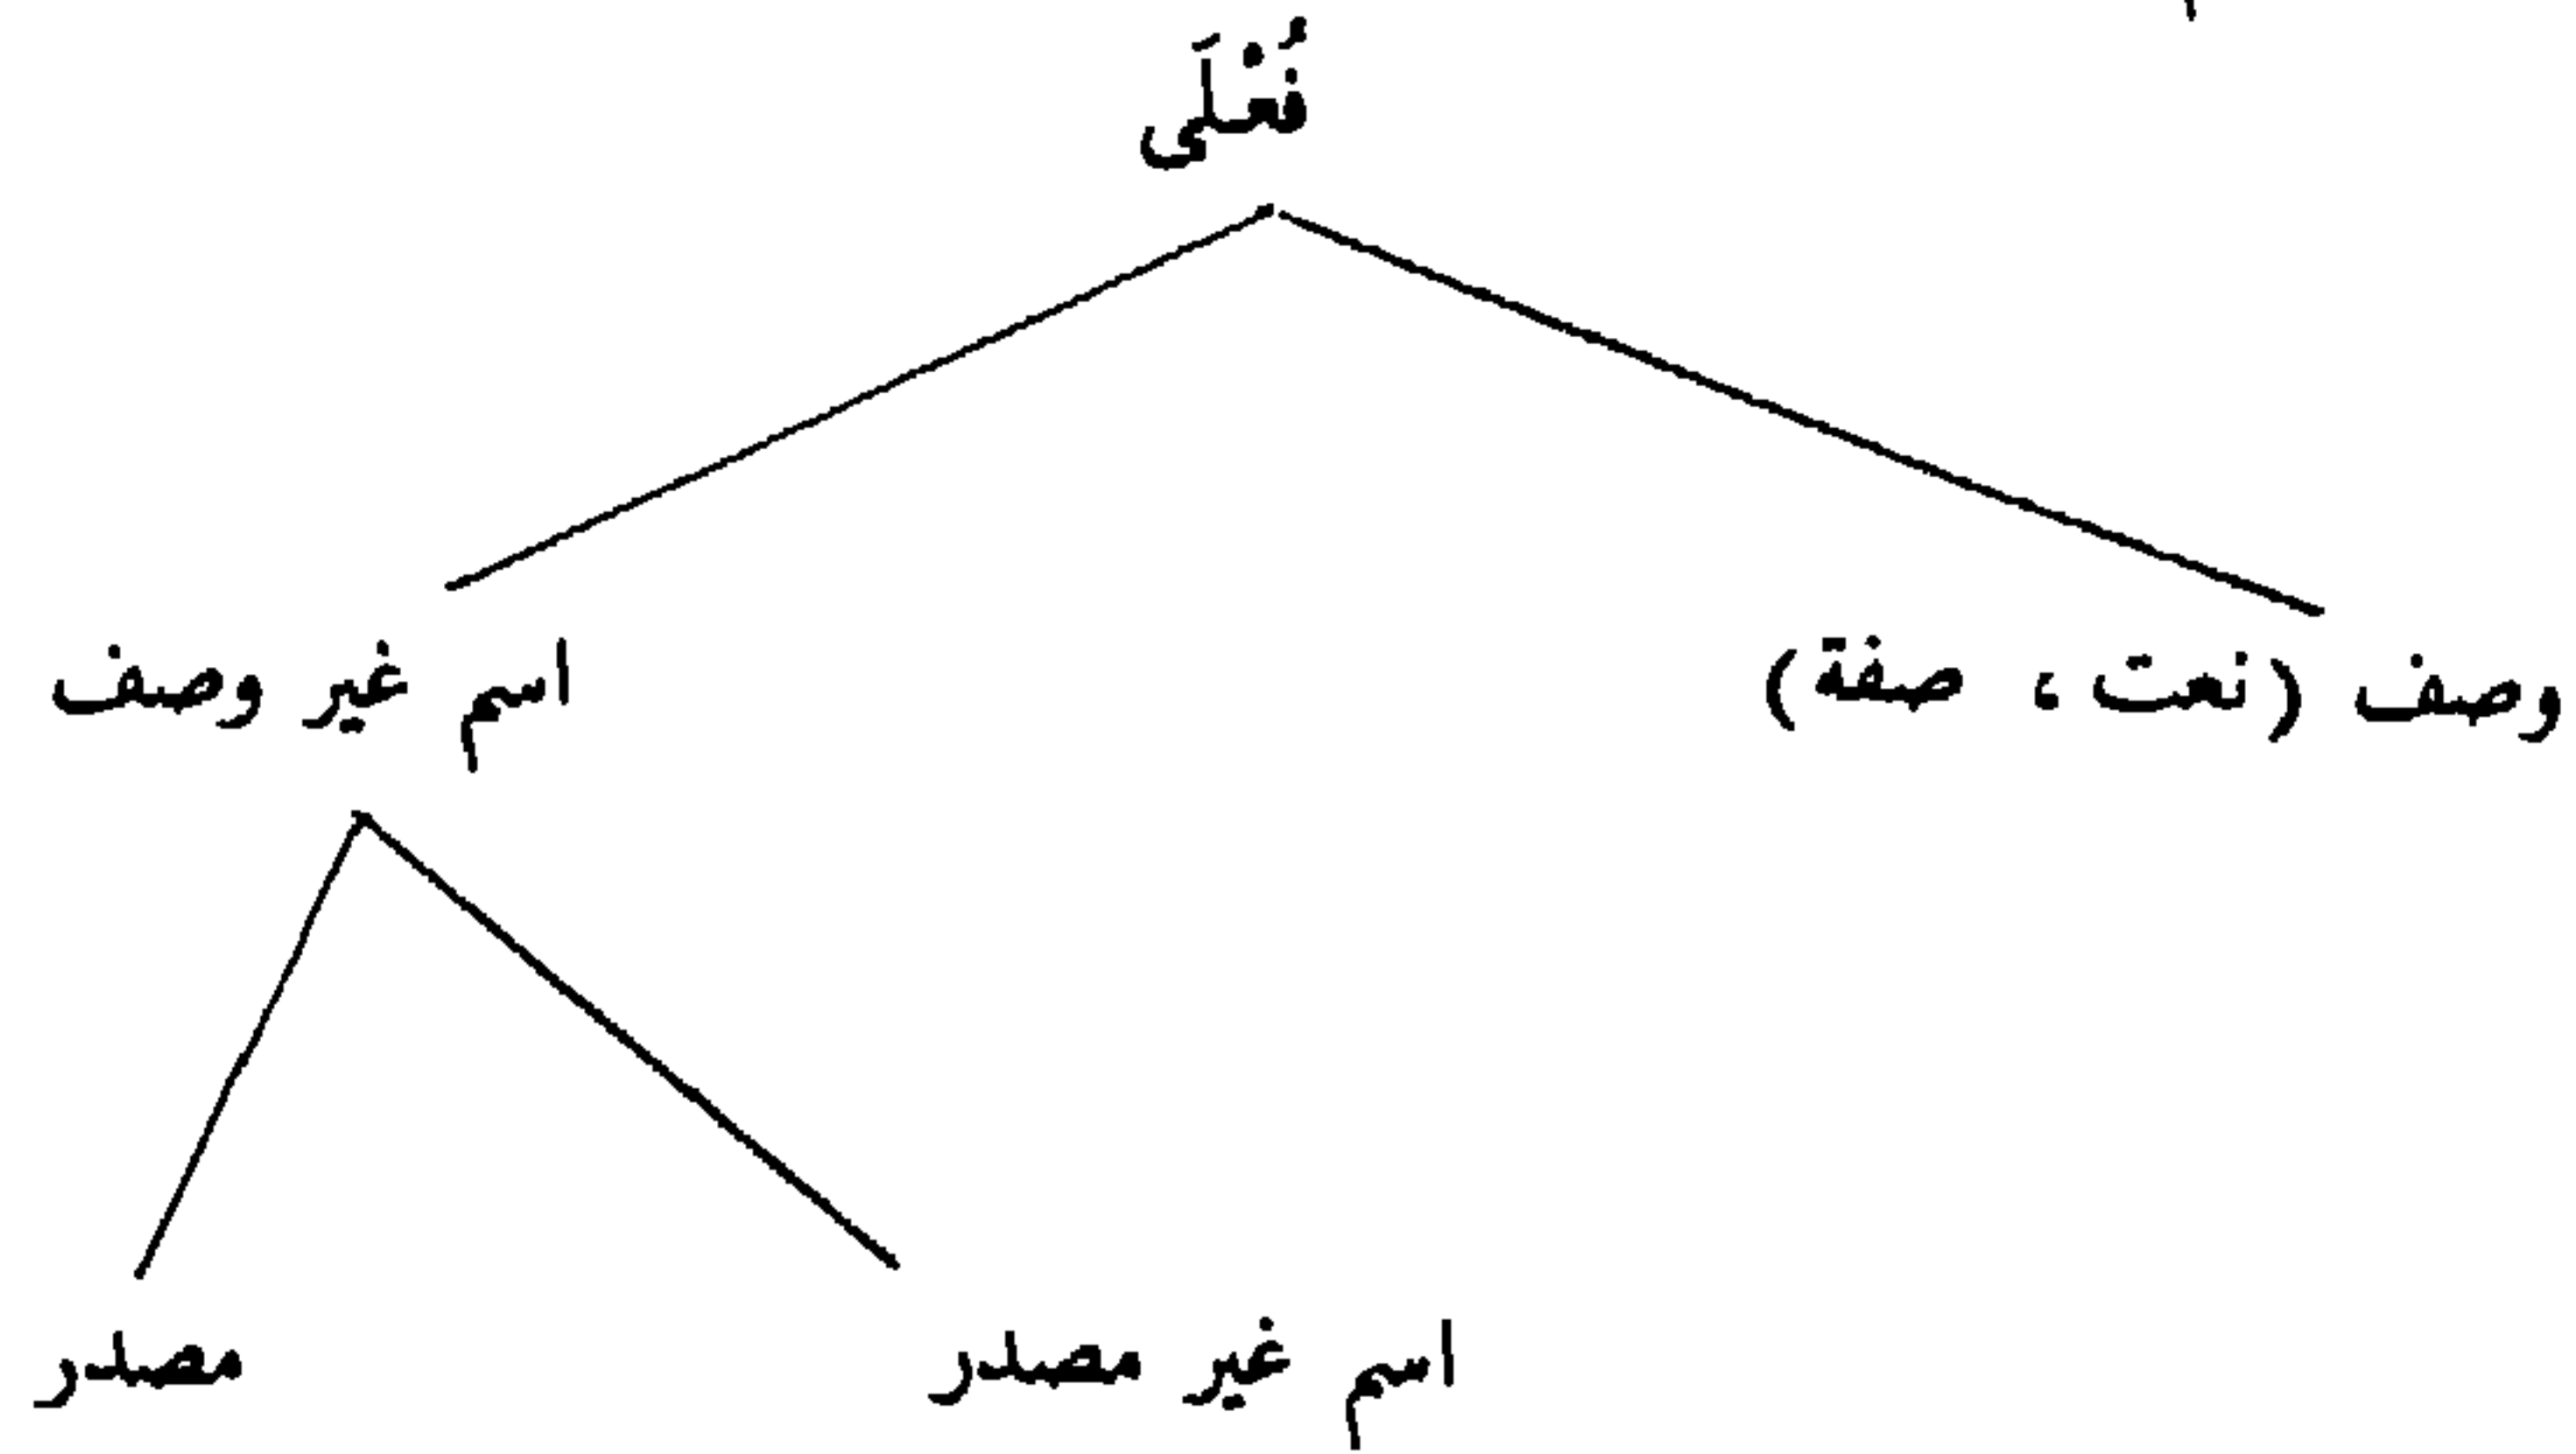 فُعْلَى
وصف (نعت، صفة) اسم غير وصف
اسم غير مصدر مصدر